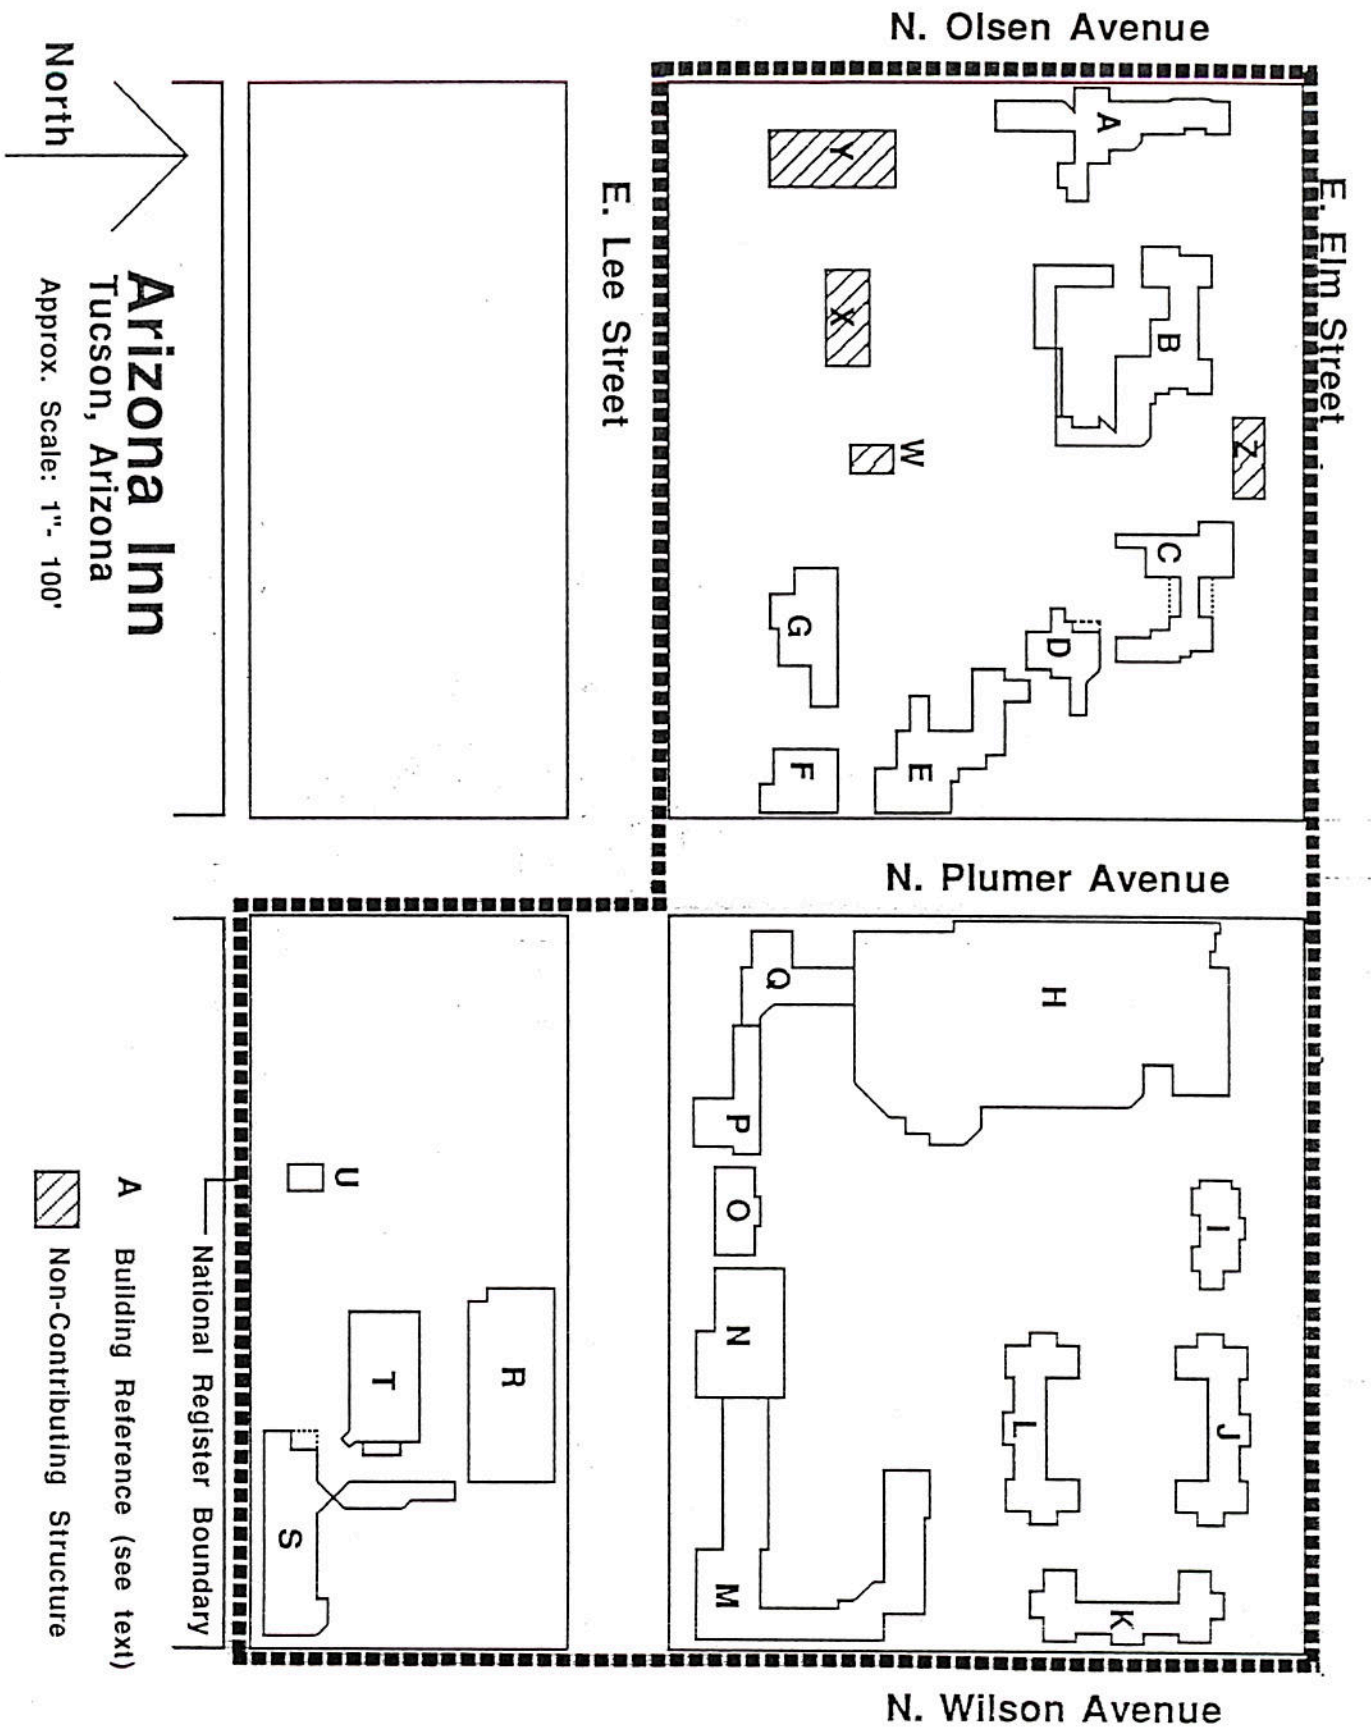 N. Olsen Avenue
E. Elm Street
A
Y
B
X
Z
W
C
G
D
E
F
E. Lee Street
North
Arizona Inn
Tucson, Arizona
Approx. Scale: 1"- 100'
N. Plumer Avenue
H
Q
P
I
O
N
J
L
K
M
U
T
R
S
National Register Boundary
A Building Reference (see text)
Non-Contributing Structure
N. Wilson Avenue